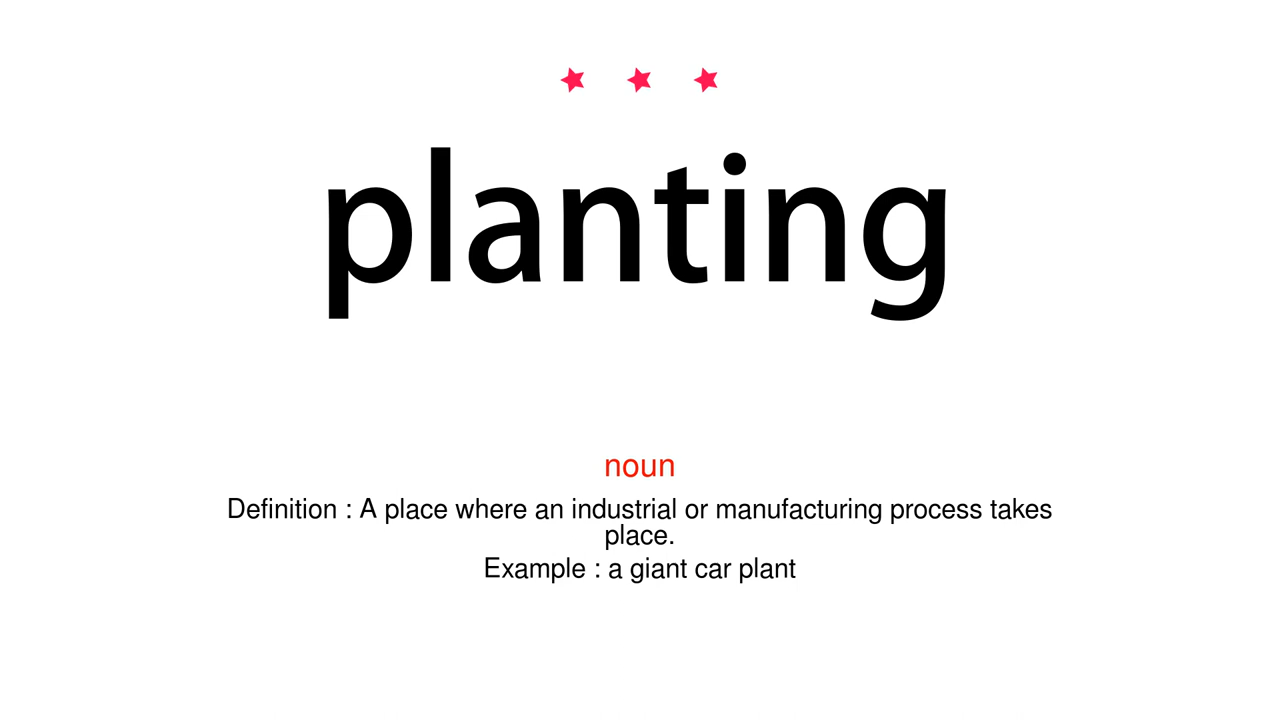 planting
noun
Definition : A place where an industrial or manufacturing process takes
place.
Example : a giant car plant